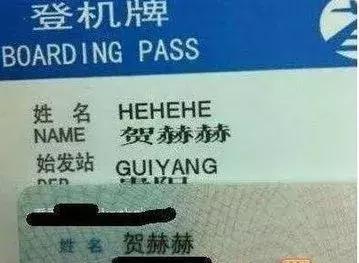 登机牌
BOARDING PASS
姓 名 HEHEHE
NAME 贺赫赫
始发站 GUIYANG
姓 名 贺赫赫